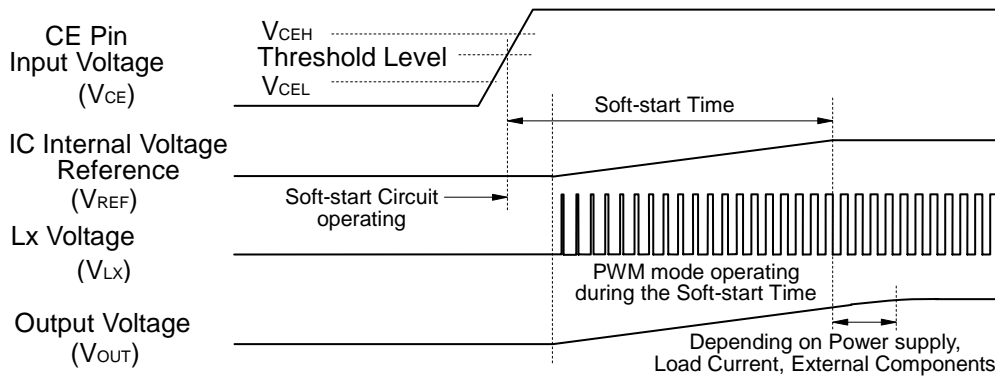 CE Pin
Input Voltage
(VCE)
VCEH
Threshold Level
VCEL
Soft-start Time
IC Internal Voltage
Reference
(VREF)
Soft-start Circuit
operating
Lx Voltage
(VLX)
PWM mode operating
during the Soft-start Time
Output Voltage
(VOUT)
Depending on Power supply,
Load Current, External Components